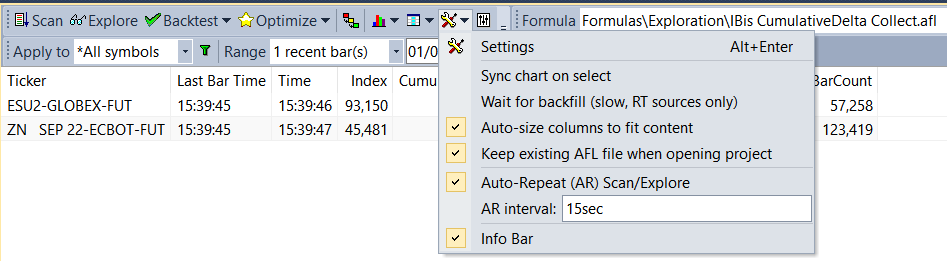 Scan Explore Backtest Optimize Formula Formulas\Exploration\IBis CumulativeDelta Collect.afl
Apply to *All symbols Range 1 recent bar(s) 01/0
Settings Alt+Enter
Ticker Last Bar Time Time Index Cumu BarCount
Sync chart on select
ESU2-GLOBEX-FUT 15:39:45 15:39:46 93,150 57,258
Wait for backfill (slow, RT sources only)
ZN SEP 22-ECBOT-FUT 15:39:45 15:39:47 45,481 123,419
Auto-size columns to fit content
Keep existing AFL file when opening project
Auto-Repeat (AR) Scan/Explore
AR interval: 15sec
Info Bar